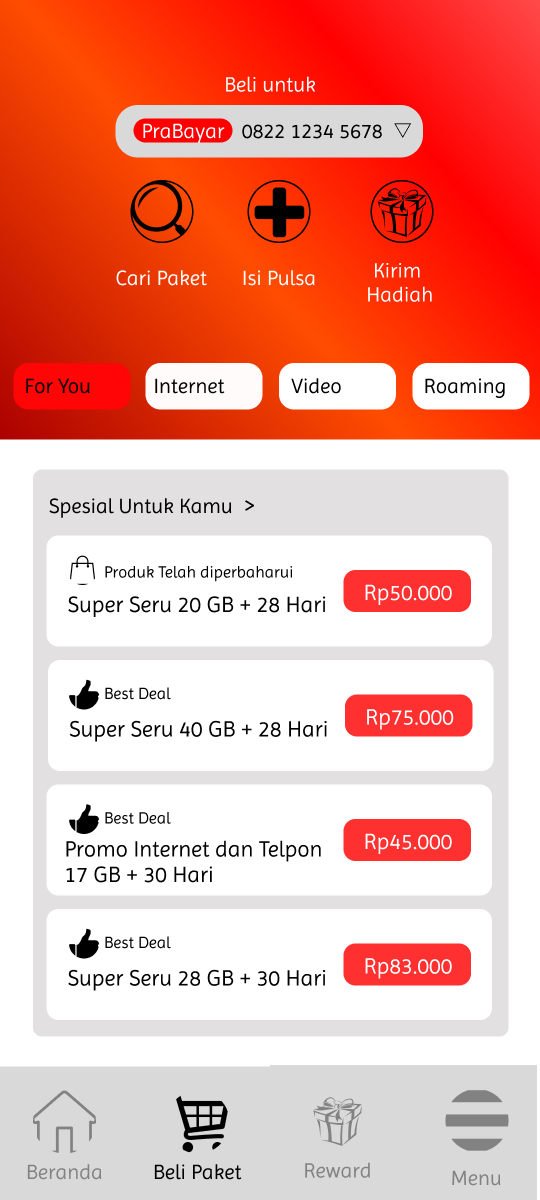 Beli untuk
PraBayar 0822 1234 5678 ▽
Cari Paket
Isi Pulsa
Kirim
Hadiah
For You
Internet
Video
Roaming
Spesial Untuk Kamu >
Produk Telah diperbaharui
Super Seru 20 GB + 28 Hari
Rp50.000
Best Deal
Super Seru 40 GB + 28 Hari
Rp75.000
Best Deal
Promo Internet dan Telpon
17 GB + 30 Hari
Rp45.000
Best Deal
Super Seru 28 GB + 30 Hari
Rp83.000
Beranda
Beli Paket
Reward
Menu